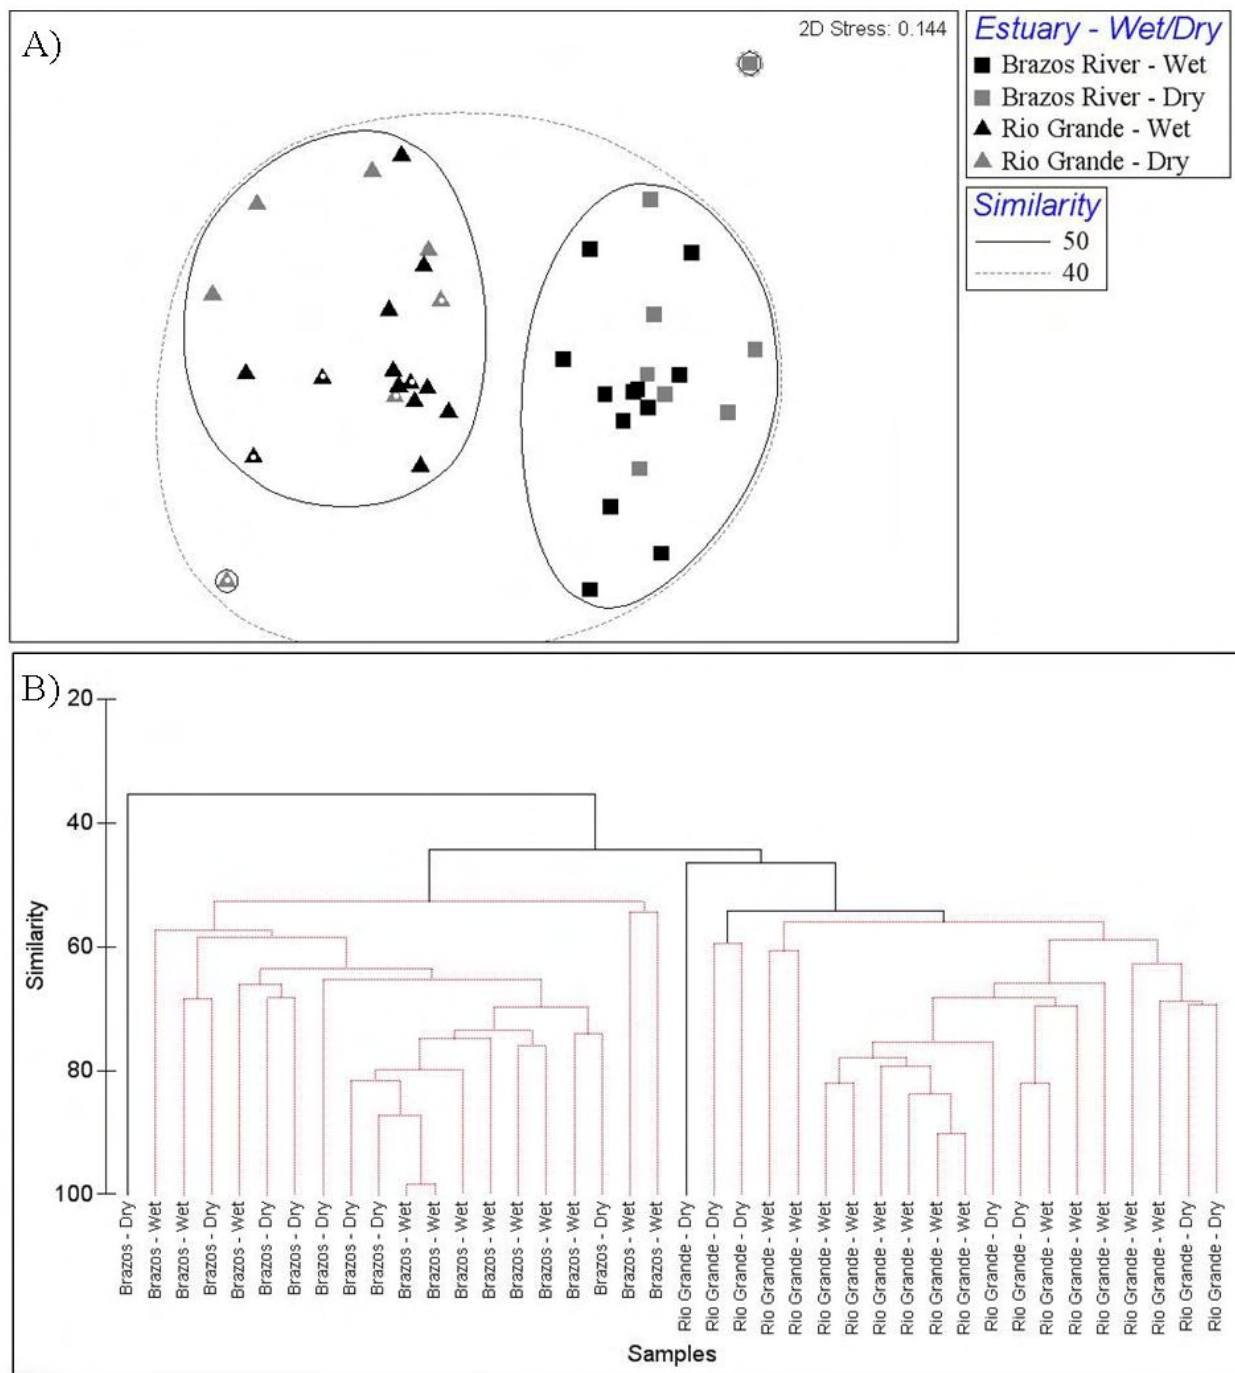 A)
2D Stress: 0.144
Estuary - Wet/Dry
Brazos River - Wet
Brazos River - Dry
Rio Grande - Wet
Rio Grande - Dry
Similarity
50
40
B)
20
40
60
80
100
Similarity
Brazos - Dry
Brazos - Wet
Brazos - Wet
Brazos - Dry
Brazos - Wet
Brazos - Dry
Brazos - Dry
Brazos - Dry
Brazos - Dry
Brazos - Dry
Brazos - Wet
Brazos - Wet
Brazos - Wet
Brazos - Wet
Brazos - Wet
Brazos - Wet
Brazos - Wet
Brazos - Dry
Brazos - Wet
Brazos - Wet
Rio Grande - Dry
Rio Grande - Dry
Rio Grande - Dry
Rio Grande - Wet
Rio Grande - Wet
Rio Grande - Wet
Rio Grande - Wet
Rio Grande - Wet
Rio Grande - Wet
Rio Grande - Wet
Rio Grande - Wet
Rio Grande - Dry
Rio Grande - Dry
Rio Grande - Wet
Rio Grande - Wet
Rio Grande - Wet
Rio Grande - Wet
Rio Grande - Wet
Rio Grande - Dry
Rio Grande - Dry
Samples